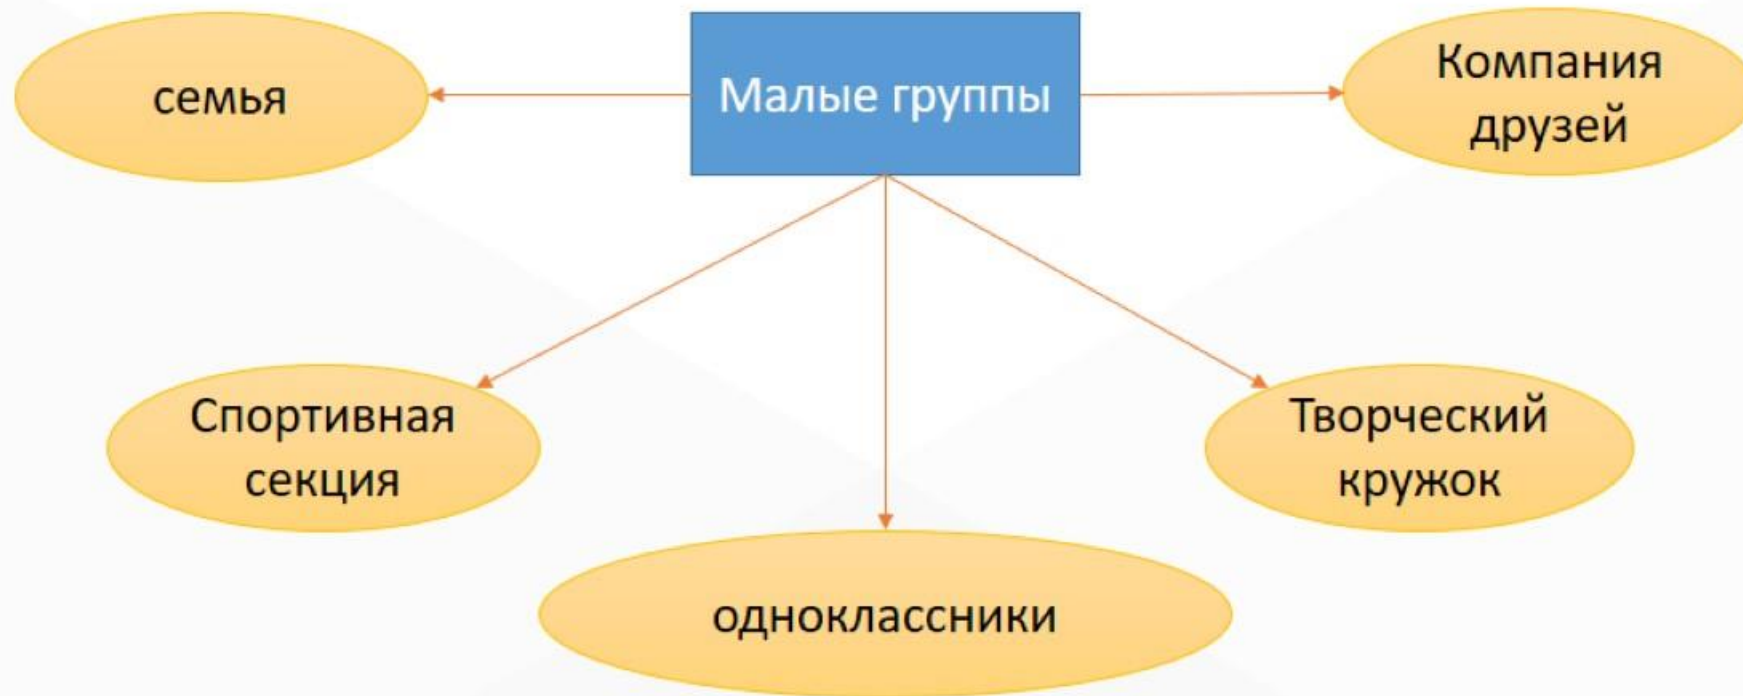 семья
Малые группы
Компания
друзей
Спортивная
секция
Творческий
кружок
одноклассники